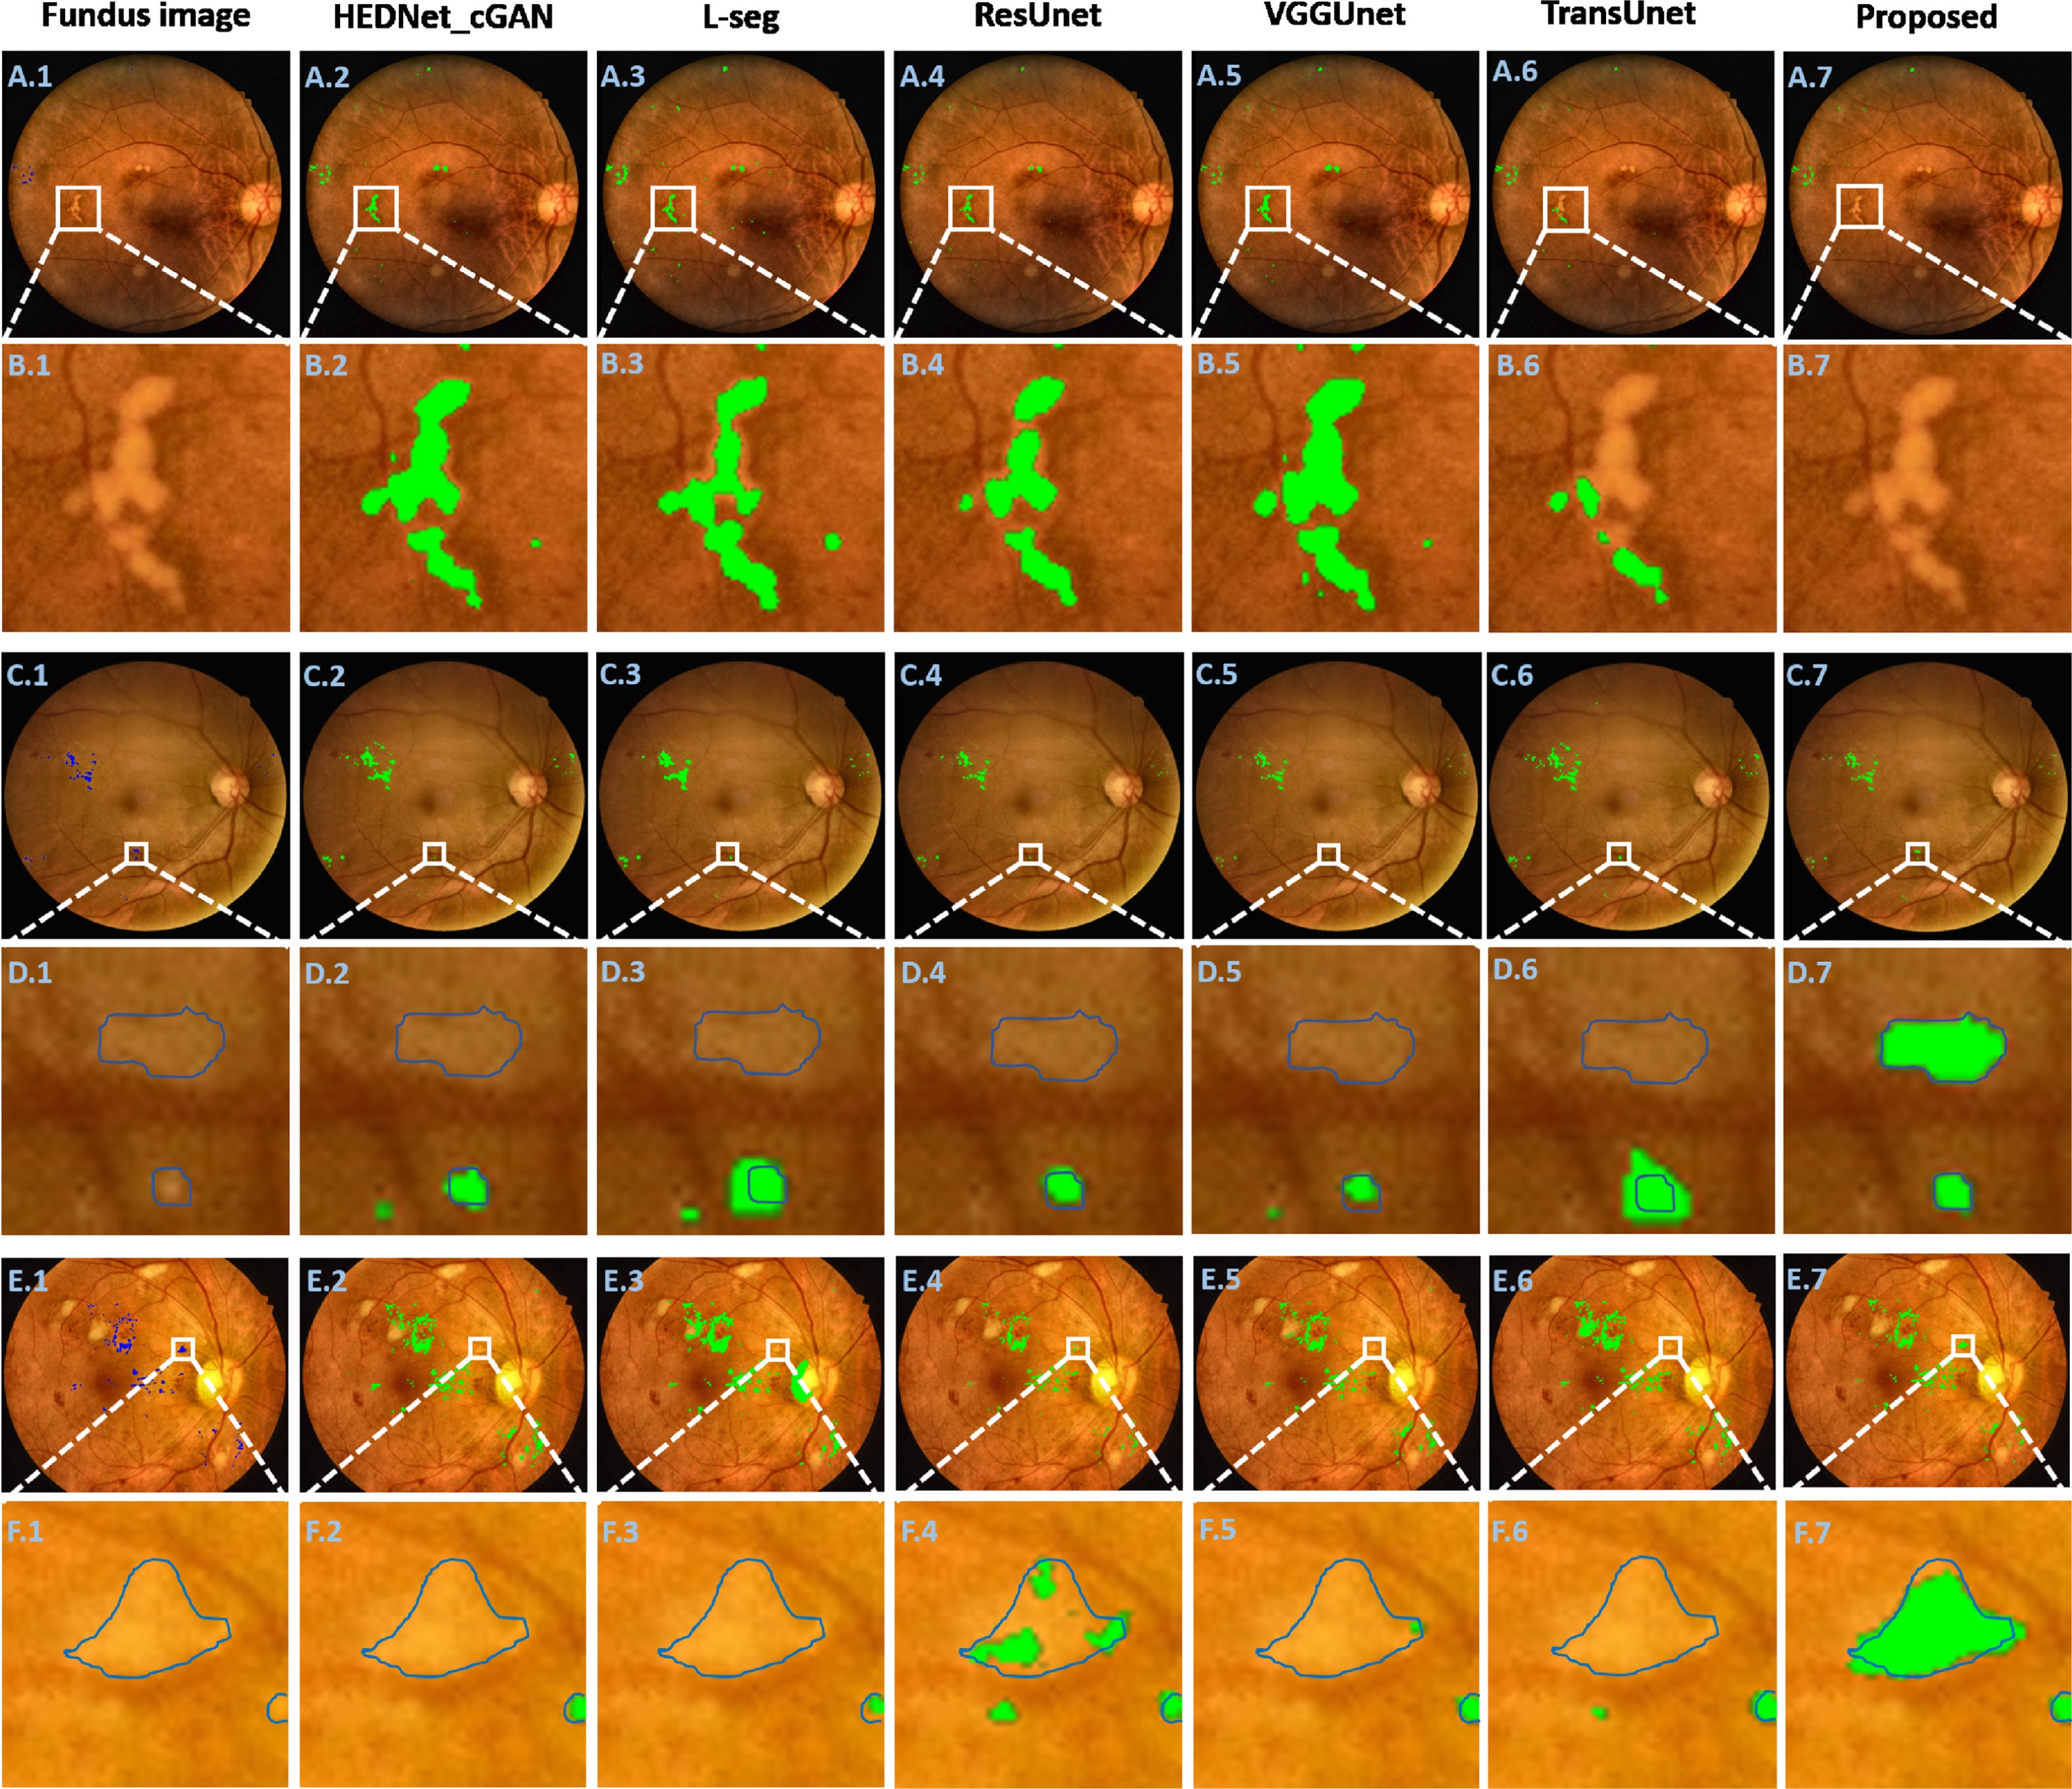 Fundus image HEDNet_cGAN L-seg ResUnet VGGUnet TransUnet Proposed
A.1 A.2 A.3 A.4 A.5 A.6 A.7
B.1 B.2 B.3 B.4 B.5 B.6 B.7
C.1 C.2 C.3 C.4 C.5 C.6 C.7
D.1 D.2 D.3 D.4 D.5 D.6 D.7
E.1 E.2 E.3 E.4 E.5 E.6 E.7
F.1 F.2 F.3 F.4 F.5 F.6 F.7